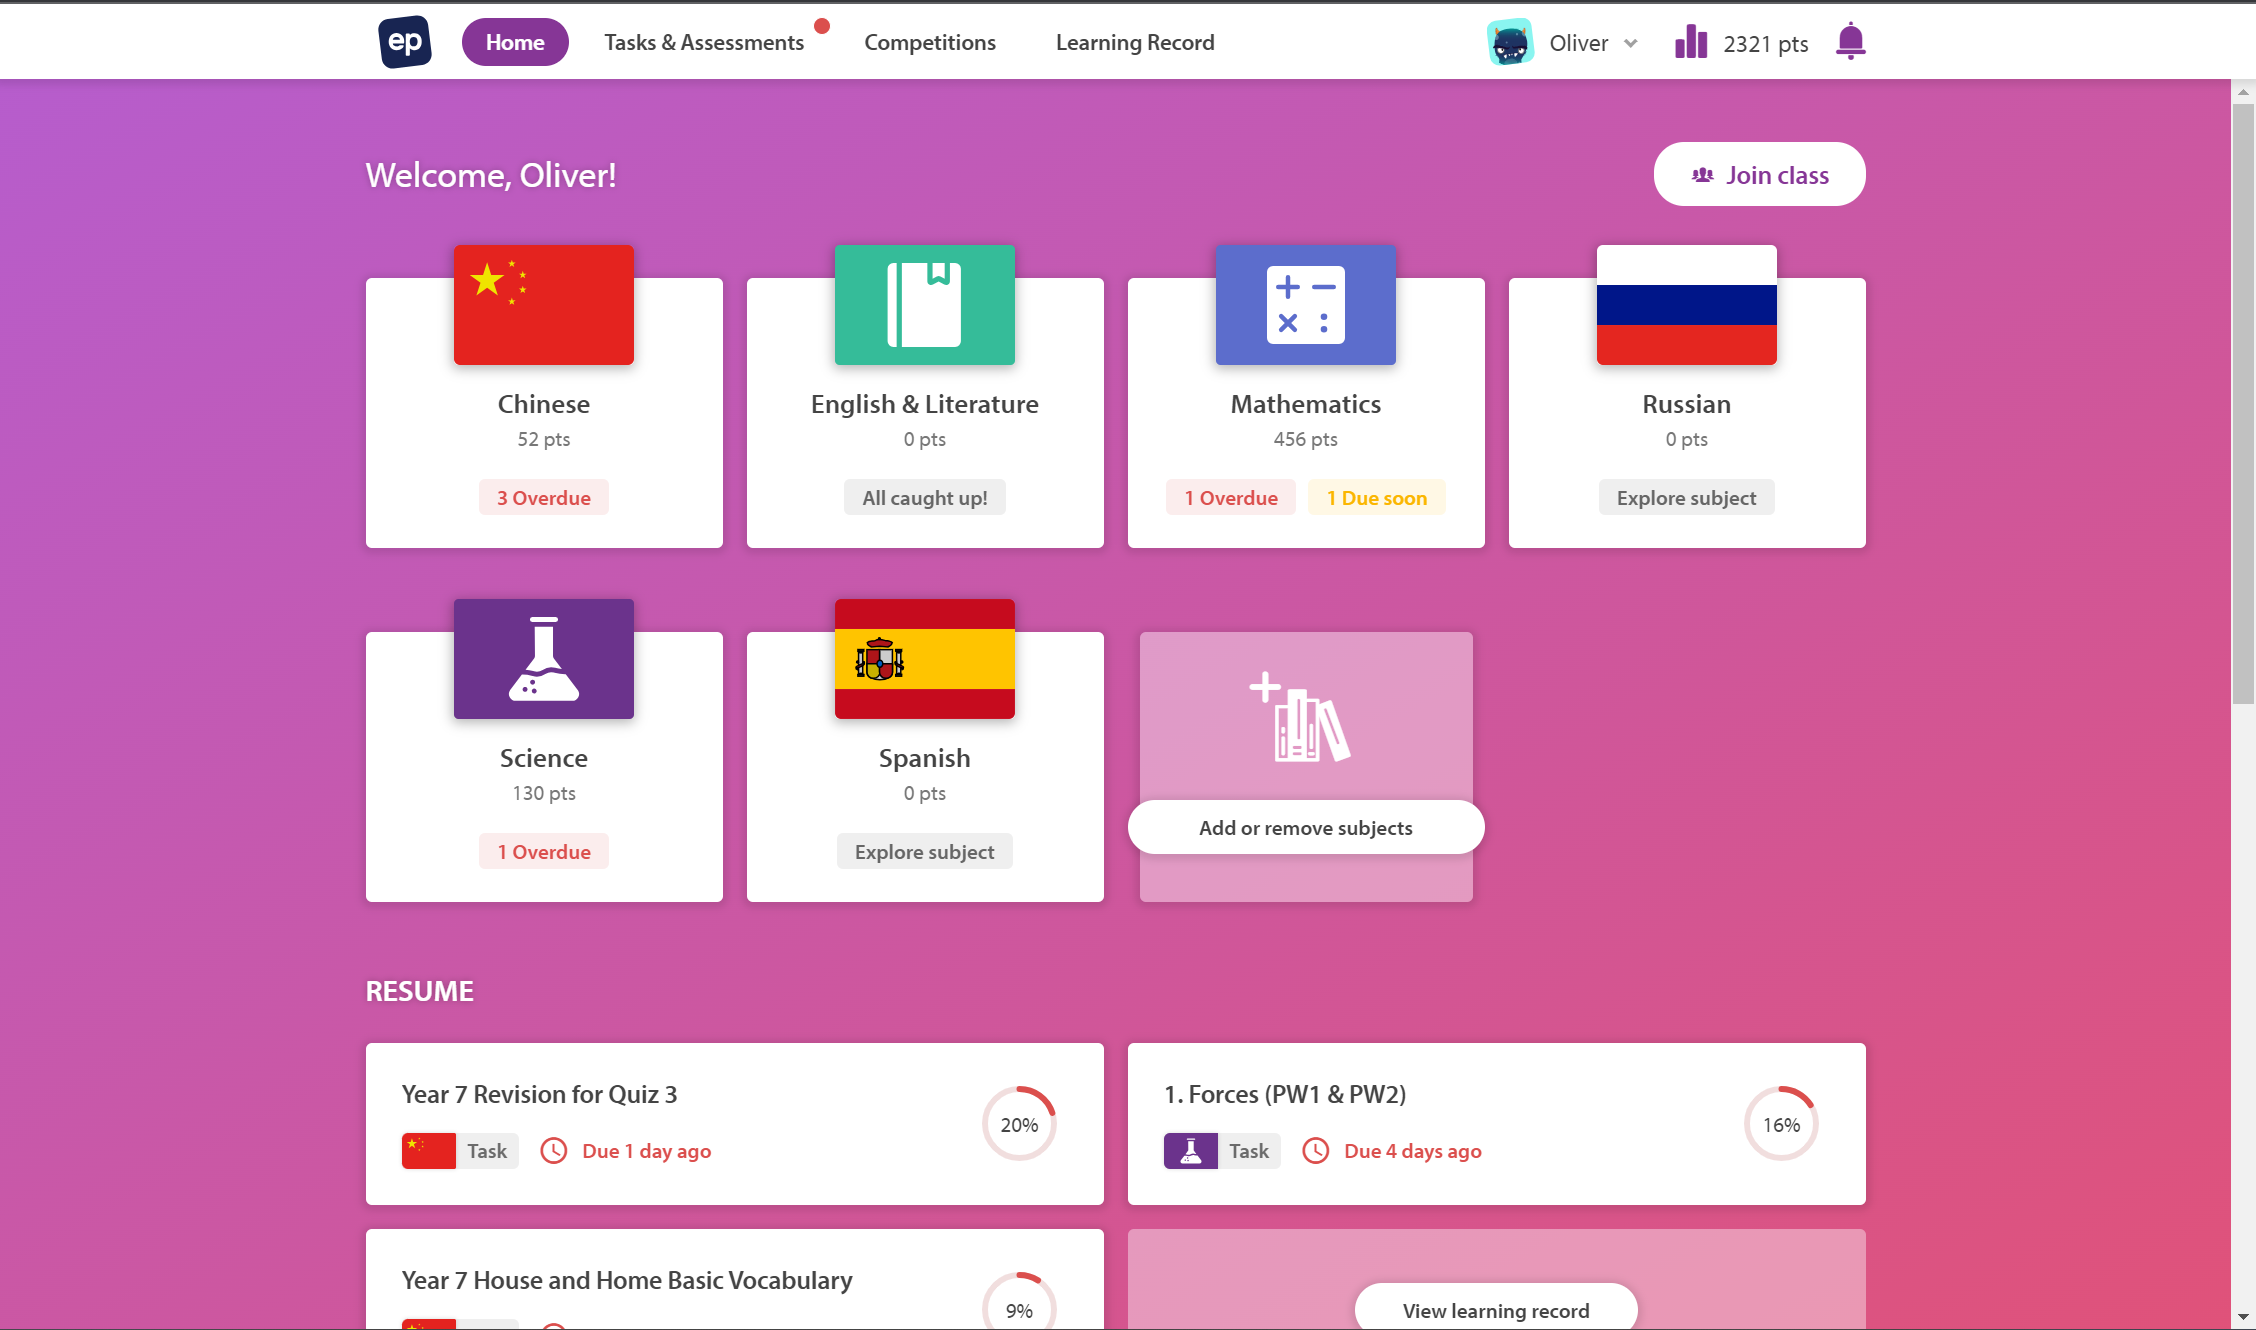 ep
Home
Tasks & Assessments
Competitions
Learning Record
Oliver
2321 pts
Welcome, Oliver!
Join class
Chinese
52 pts
3 Overdue
English & Literature
0 pts
All caught up!
Mathematics
456 pts
1 Overdue
1 Due soon
Russian
0 pts
Explore subject
Science
130 pts
1 Overdue
Spanish
0 pts
Explore subject
Add or remove subjects
RESUME
Year 7 Revision for Quiz 3
Task
Due 1 day ago
20%
1. Forces (PW1 & PW2)
Task
Due 4 days ago
16%
Year 7 House and Home Basic Vocabulary
9%
View learning record